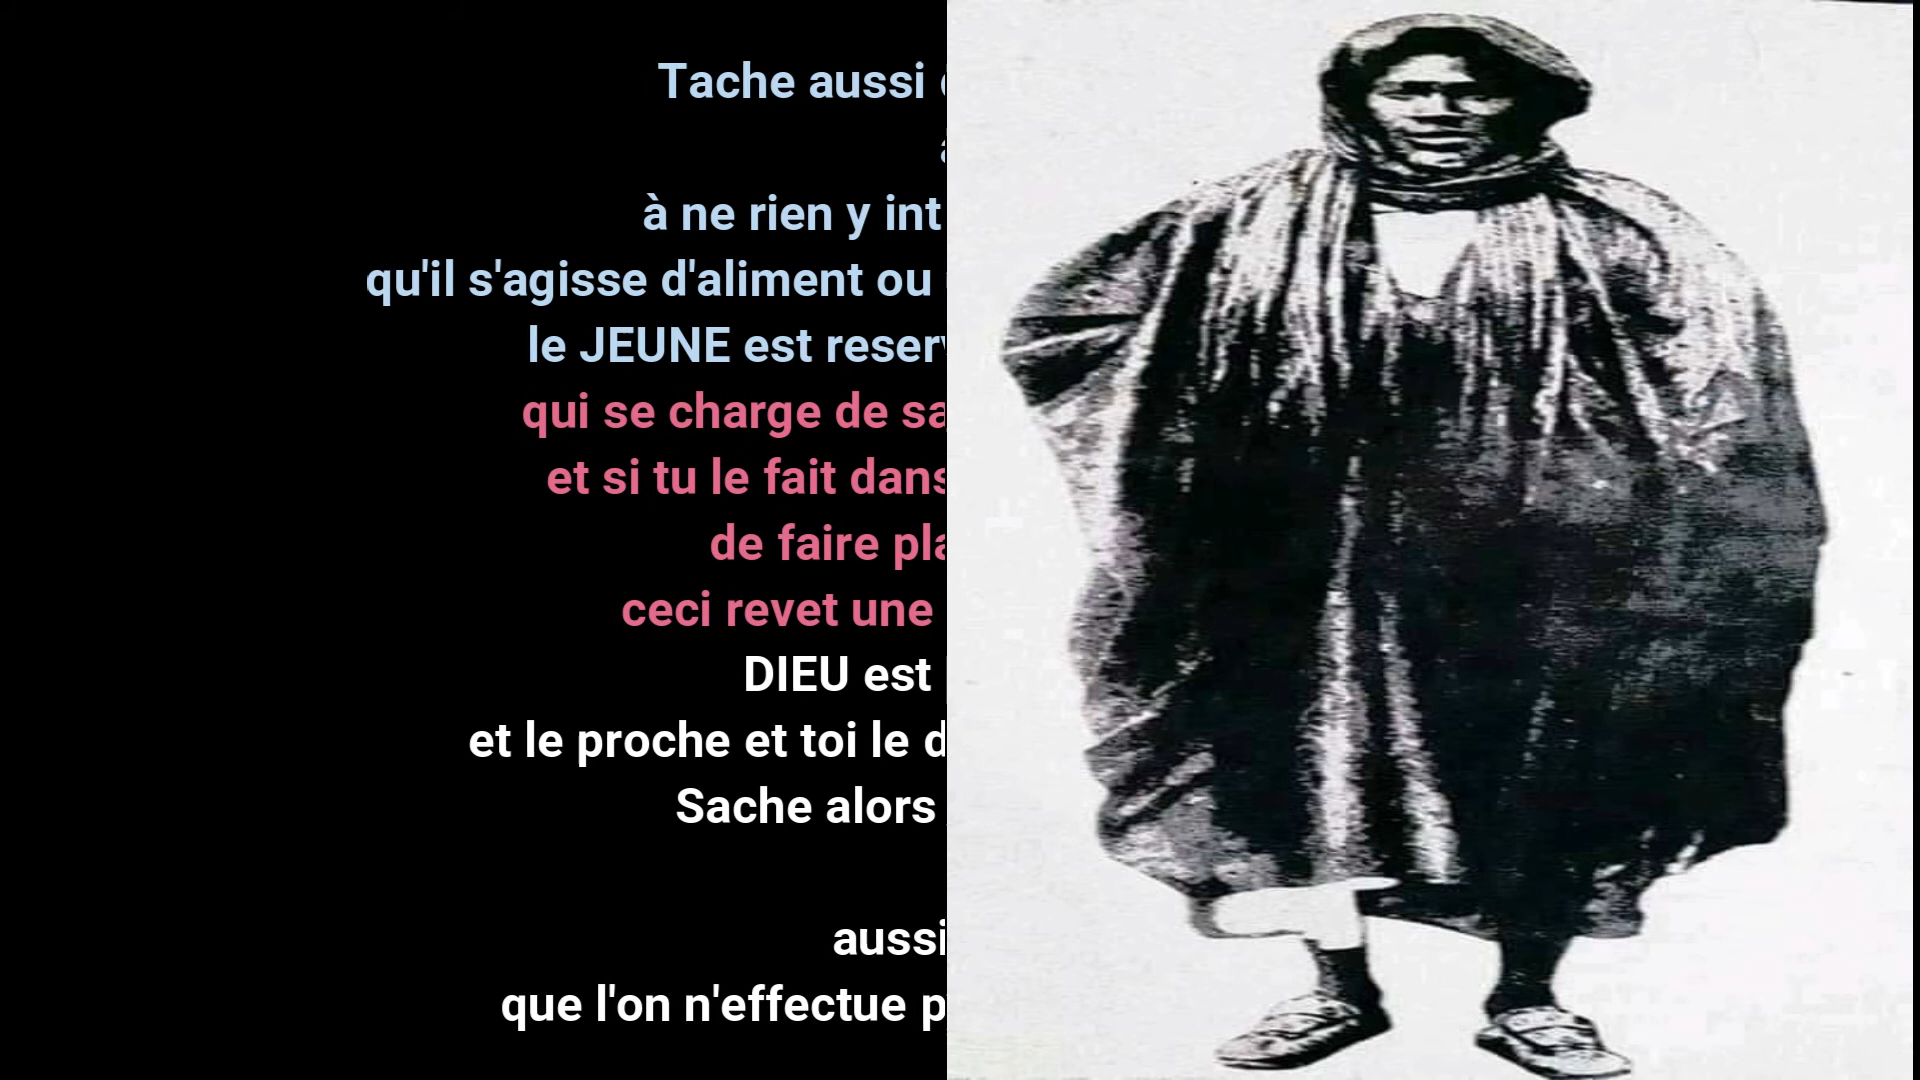 Tache aussi
à ne rien y int
qu'il s'agisse d'aliment ou
le JEUNE est reserv
qui se charge de sa
et si tu le fait dans
de faire pla
ceci revet une
DIEU est
et le proche et toi le d
Sache alors
aussi
que l'on n'effectue p